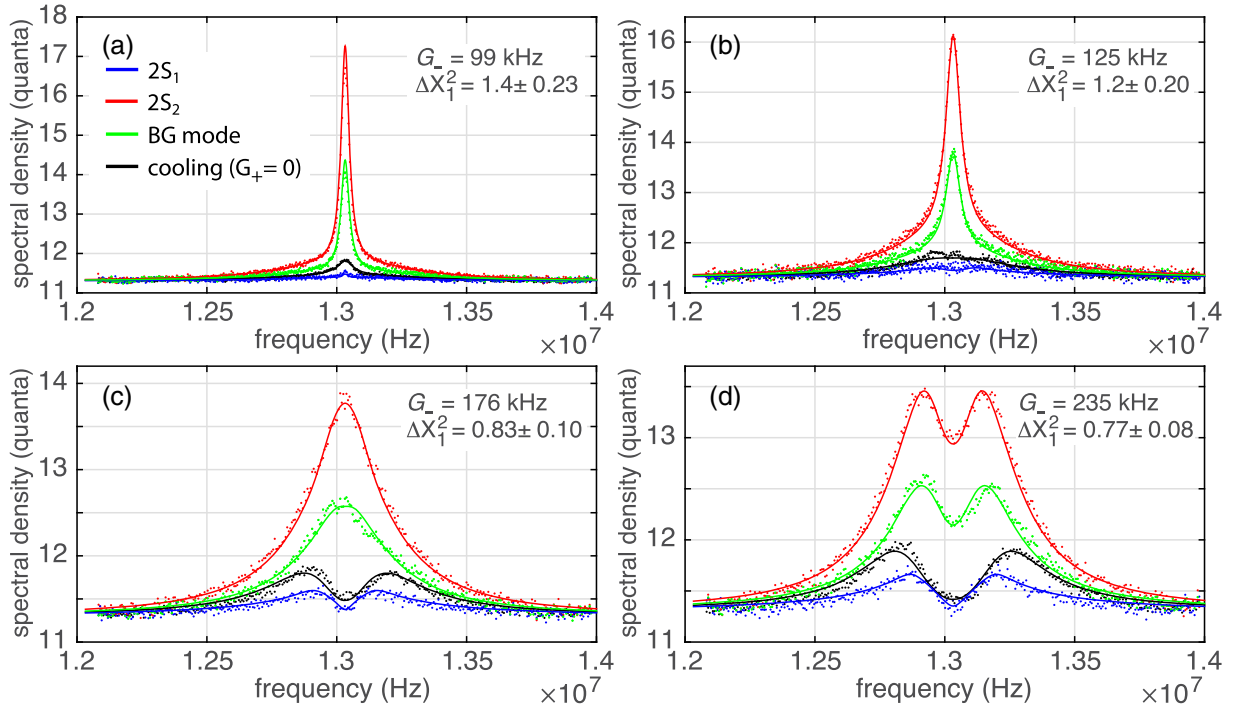 (a)
G₋ = 99 kHz
ΔX₁² = 1.4± 0.23
2S₁
2S₂
BG mode
cooling (G₊= 0)
spectral density (quanta)
18
17
16
15
14
13
12
11
1.2 1.25 1.3 1.35 1.4
frequency (Hz)
×10⁷
(b)
G₋ = 125 kHz
ΔX₁² = 1.2± 0.20
spectral density (quanta)
16
15
14
13
12
11
1.2 1.25 1.3 1.35 1.4
frequency (Hz)
×10⁷
(c)
G₋ = 176 kHz
ΔX₁² = 0.83± 0.10
spectral density (quanta)
14
13
12
11
1.2 1.25 1.3 1.35 1.4
frequency (Hz)
×10⁷
(d)
G₋ = 235 kHz
ΔX₁² = 0.77± 0.08
spectral density (quanta)
13
12
11
1.2 1.25 1.3 1.35 1.4
frequency (Hz)
×10⁷